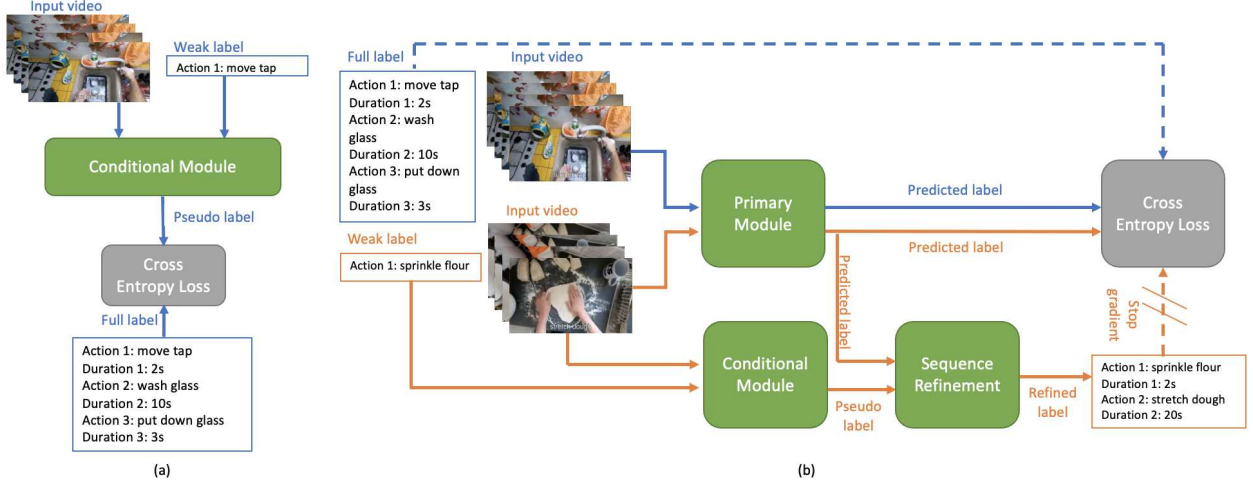 Input video
Weak label
Action 1: move tap
Conditional Module
Pseudo label
Cross
Entropy Loss
Full label
Action 1: move tap
Duration 1: 2s
Action 2: wash glass
Duration 2: 10s
Action 3: put down glass
Duration 3: 3s
(a)
Full label
Action 1: move tap
Duration 1: 2s
Action 2: wash
glass
Duration 2: 10s
Action 3: put down
glass
Duration 3: 3s
Input video
Weak label
Action 1: sprinkle flour
Input video
stretch dough
Primary
Module
Predicted label
Predicted label
Predicted label
Cross
Entropy Loss
Stop
gradient
Conditional
Module
Pseudo
label
Sequence
Refinement
Refined
label
Action 1: sprinkle flour
Duration 1: 2s
Action 2: stretch dough
Duration 2: 20s
(b)